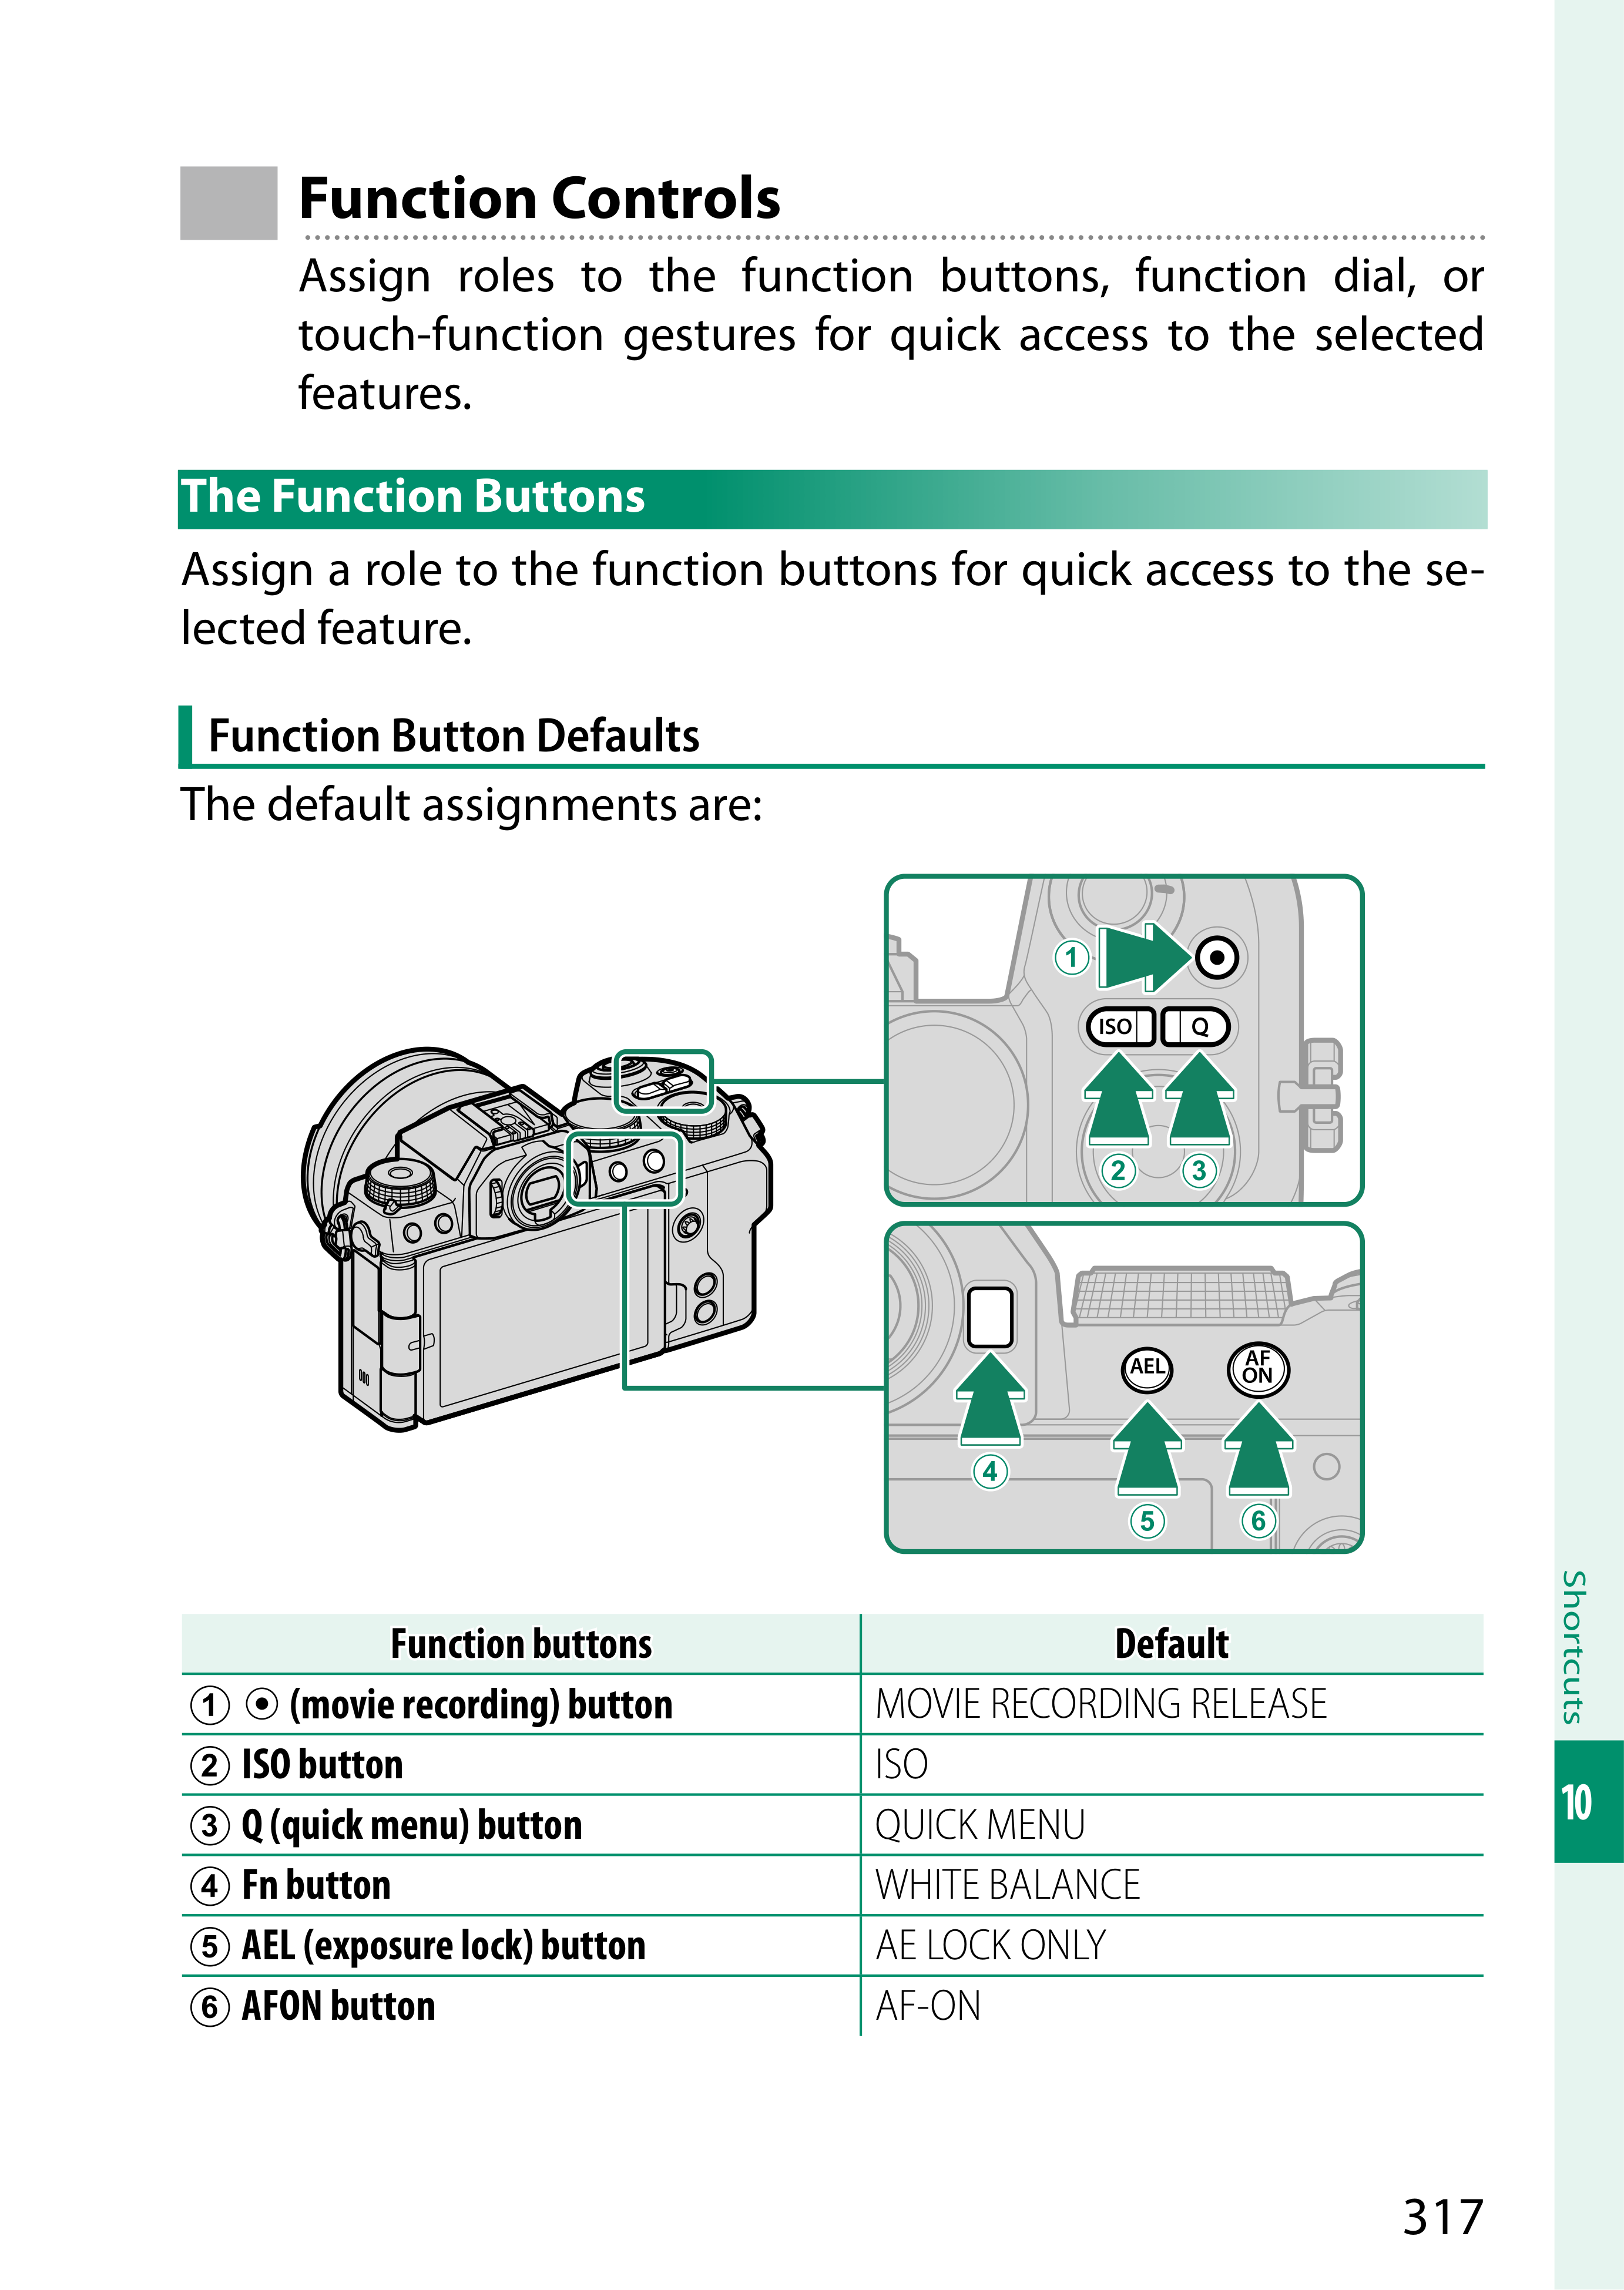 Function Controls
Assign roles to the function buttons, function dial, or
touch-function gestures for quick access to the selected
features.
The Function Buttons
Assign a role to the function buttons for quick access to the se-
lected feature.
Function Button Defaults
The default assignments are:
1
ISO Q
2 3
AEL AF ON
4
5 6
Function buttons Default
① ⦿ (movie recording) button MOVIE RECORDING RELEASE
② ISO button ISO
③ Q (quick menu) button QUICK MENU
④ Fn button WHITE BALANCE
⑤ AEL (exposure lock) button AE LOCK ONLY
⑥ AFON button AF-ON
Shortcuts
10
317